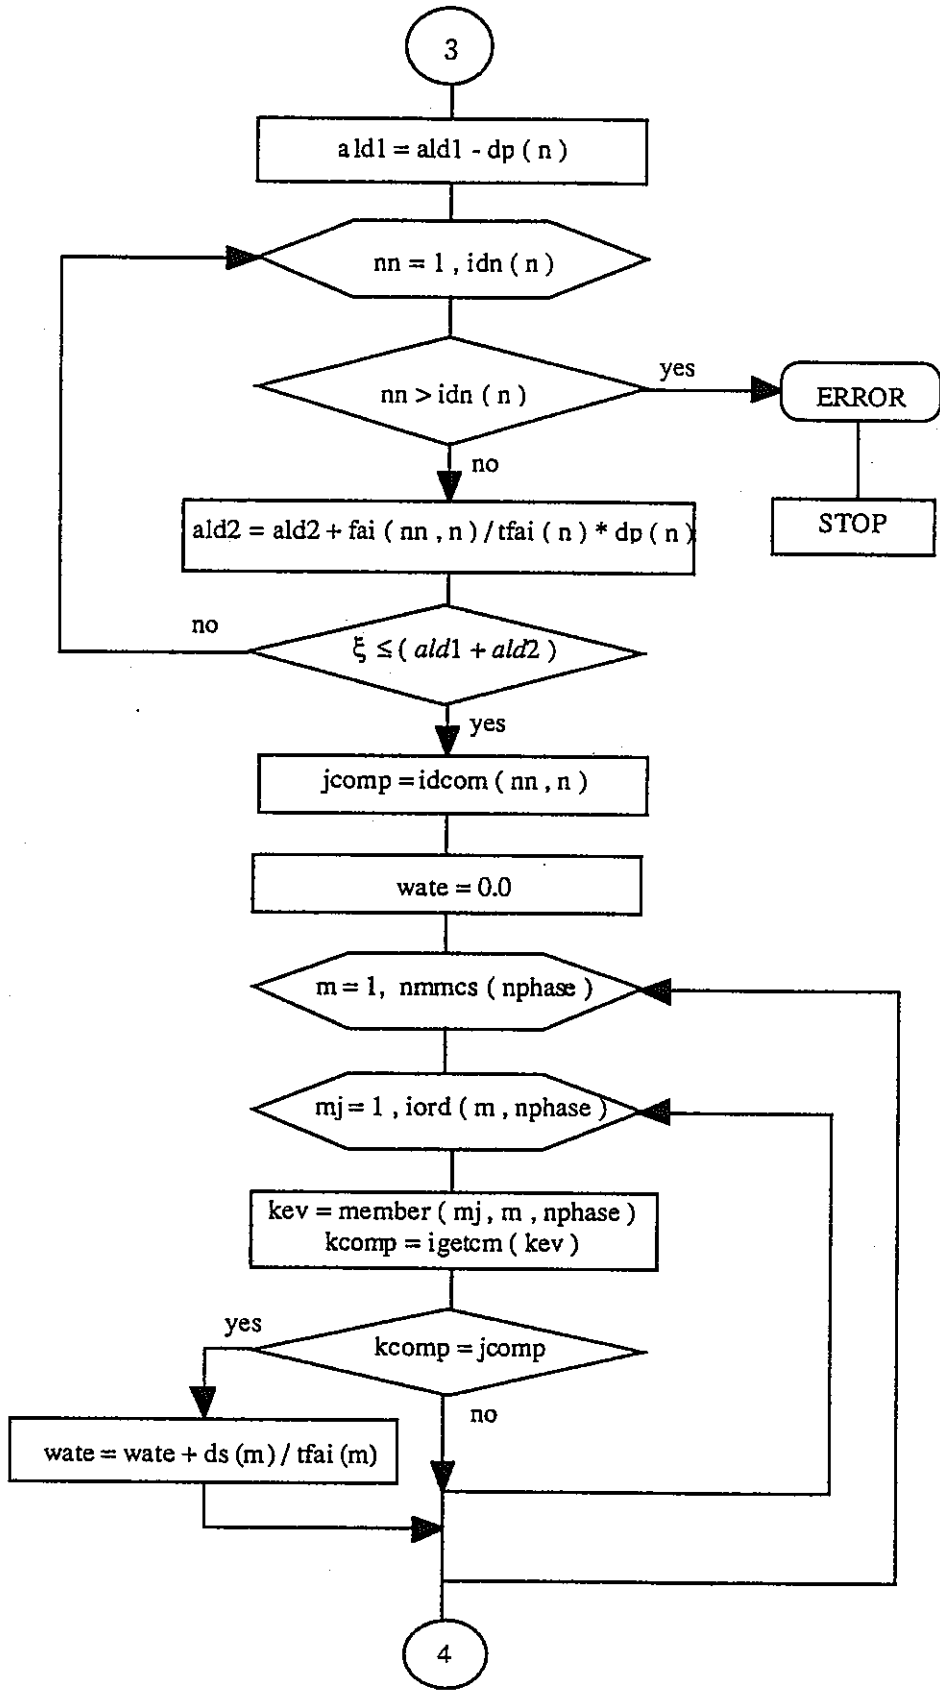 3
ald1 = ald1 - dp ( n )
nn = 1 , idn ( n )
nn > idn ( n )
yes
ERROR
no
STOP
ald2 = ald2 + fai ( nn , n ) / tfai ( n ) * dp ( n )
no
ξ ≤ ( ald1 + ald2 )
yes
jcomp = idcom ( nn , n )
wate = 0.0
m = 1, nmmcs ( nphase )
mj = 1 , iord ( m , nphase )
kev = member ( mj , m , nphase )
kcomp = igetcm ( kev )
yes
kcomp = jcomp
no
wate = wate + ds (m) / tfai (m)
4